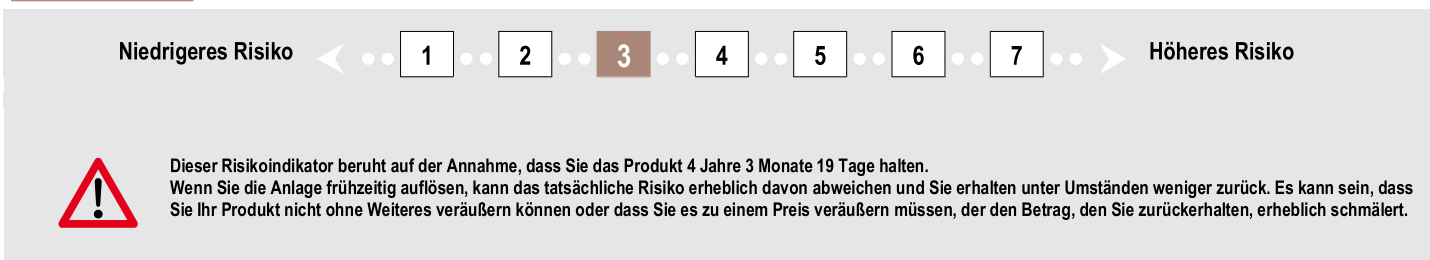 Niedrigeres Risiko 1 2 3 4 5 6 7 Höheres Risiko
Dieser Risikoindikator beruht auf der Annahme, dass Sie das Produkt 4 Jahre 3 Monate 19 Tage halten.
Wenn Sie die Anlage frühzeitig auflösen, kann das tatsächliche Risiko erheblich davon abweichen und Sie erhalten unter Umständen weniger zurück. Es kann sein, dass
Sie Ihr Produkt nicht ohne Weiteres veräußern können oder dass Sie es zu einem Preis veräußern müssen, der den Betrag, den Sie zurückerhalten, erheblich schmälert.